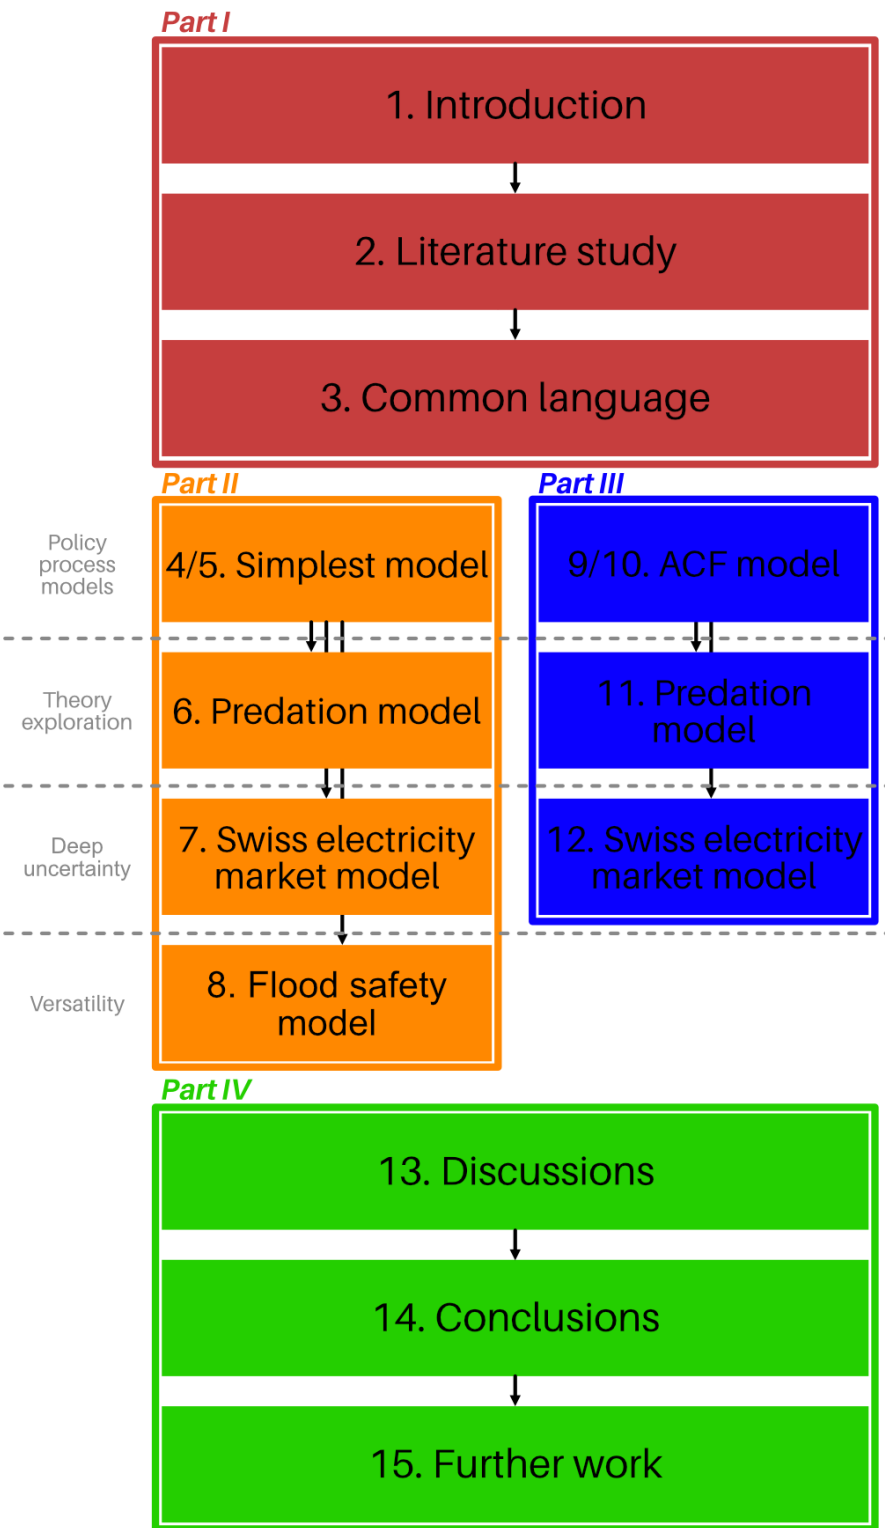 Part I
1. Introduction
2. Literature study
3. Common language
Part II
Part III
Policy
process
models
4/5. Simplest model
9/10. ACF model
Theory
exploration
6. Predation model
11. Predation
model
Deep
uncertainty
7. Swiss electricity
market model
12. Swiss electricity
market model
Versatility
8. Flood safety
model
Part IV
13. Discussions
14. Conclusions
15. Further work